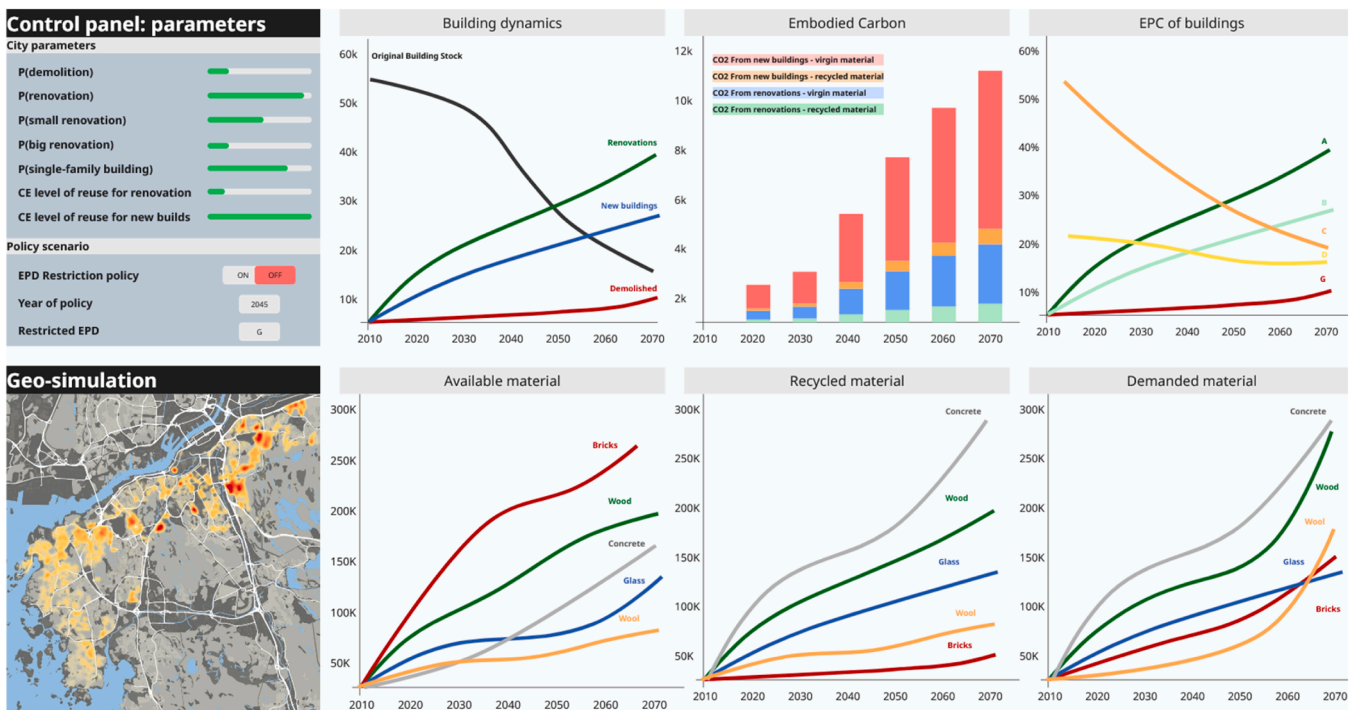 Control panel: parameters
City parameters
P(demolition)
P(renovation)
P(small renovation)
P(big renovation)
P(single-family building)
CE level of reuse for renovation
CE level of reuse for new builds
Policy scenario
EPD Restriction policy
ON OFF
Year of policy
2045
Restricted EPD
G
Building dynamics
60k
Original Building Stock
50k
40k
Renovations
30k
New buildings
20k
Demolished
10k
2010 2020 2030 2040 2050 2060 2070
Embodied Carbon
12k
CO2 From new buildings - virgin material
CO2 From new buildings - recycled material
CO2 From renovations - virgin material
CO2 From renovations - recycled material
10k
8k
6k
4k
2k
2010 2020 2030 2040 2050 2060 2070
EPC of buildings
60%
50%
40%
A
30%
B
C
20%
D
G
10%
2010 2020 2030 2040 2050 2060 2070
Geo-simulation
Available material
300K
Bricks
250K
Wood
200K
Concrete
150K
Glass
Wool
100K
50K
2010 2020 2030 2040 2050 2060 2070
Recycled material
300K
Concrete
250K
Wood
200K
150K
Glass
100K
Wool
Bricks
50K
2010 2020 2030 2040 2050 2060 2070
Demanded material
300K
Concrete
250K
Wood
200K
Wool
150K
Glass
100K
Bricks
50K
2010 2020 2030 2040 2050 2060 2070